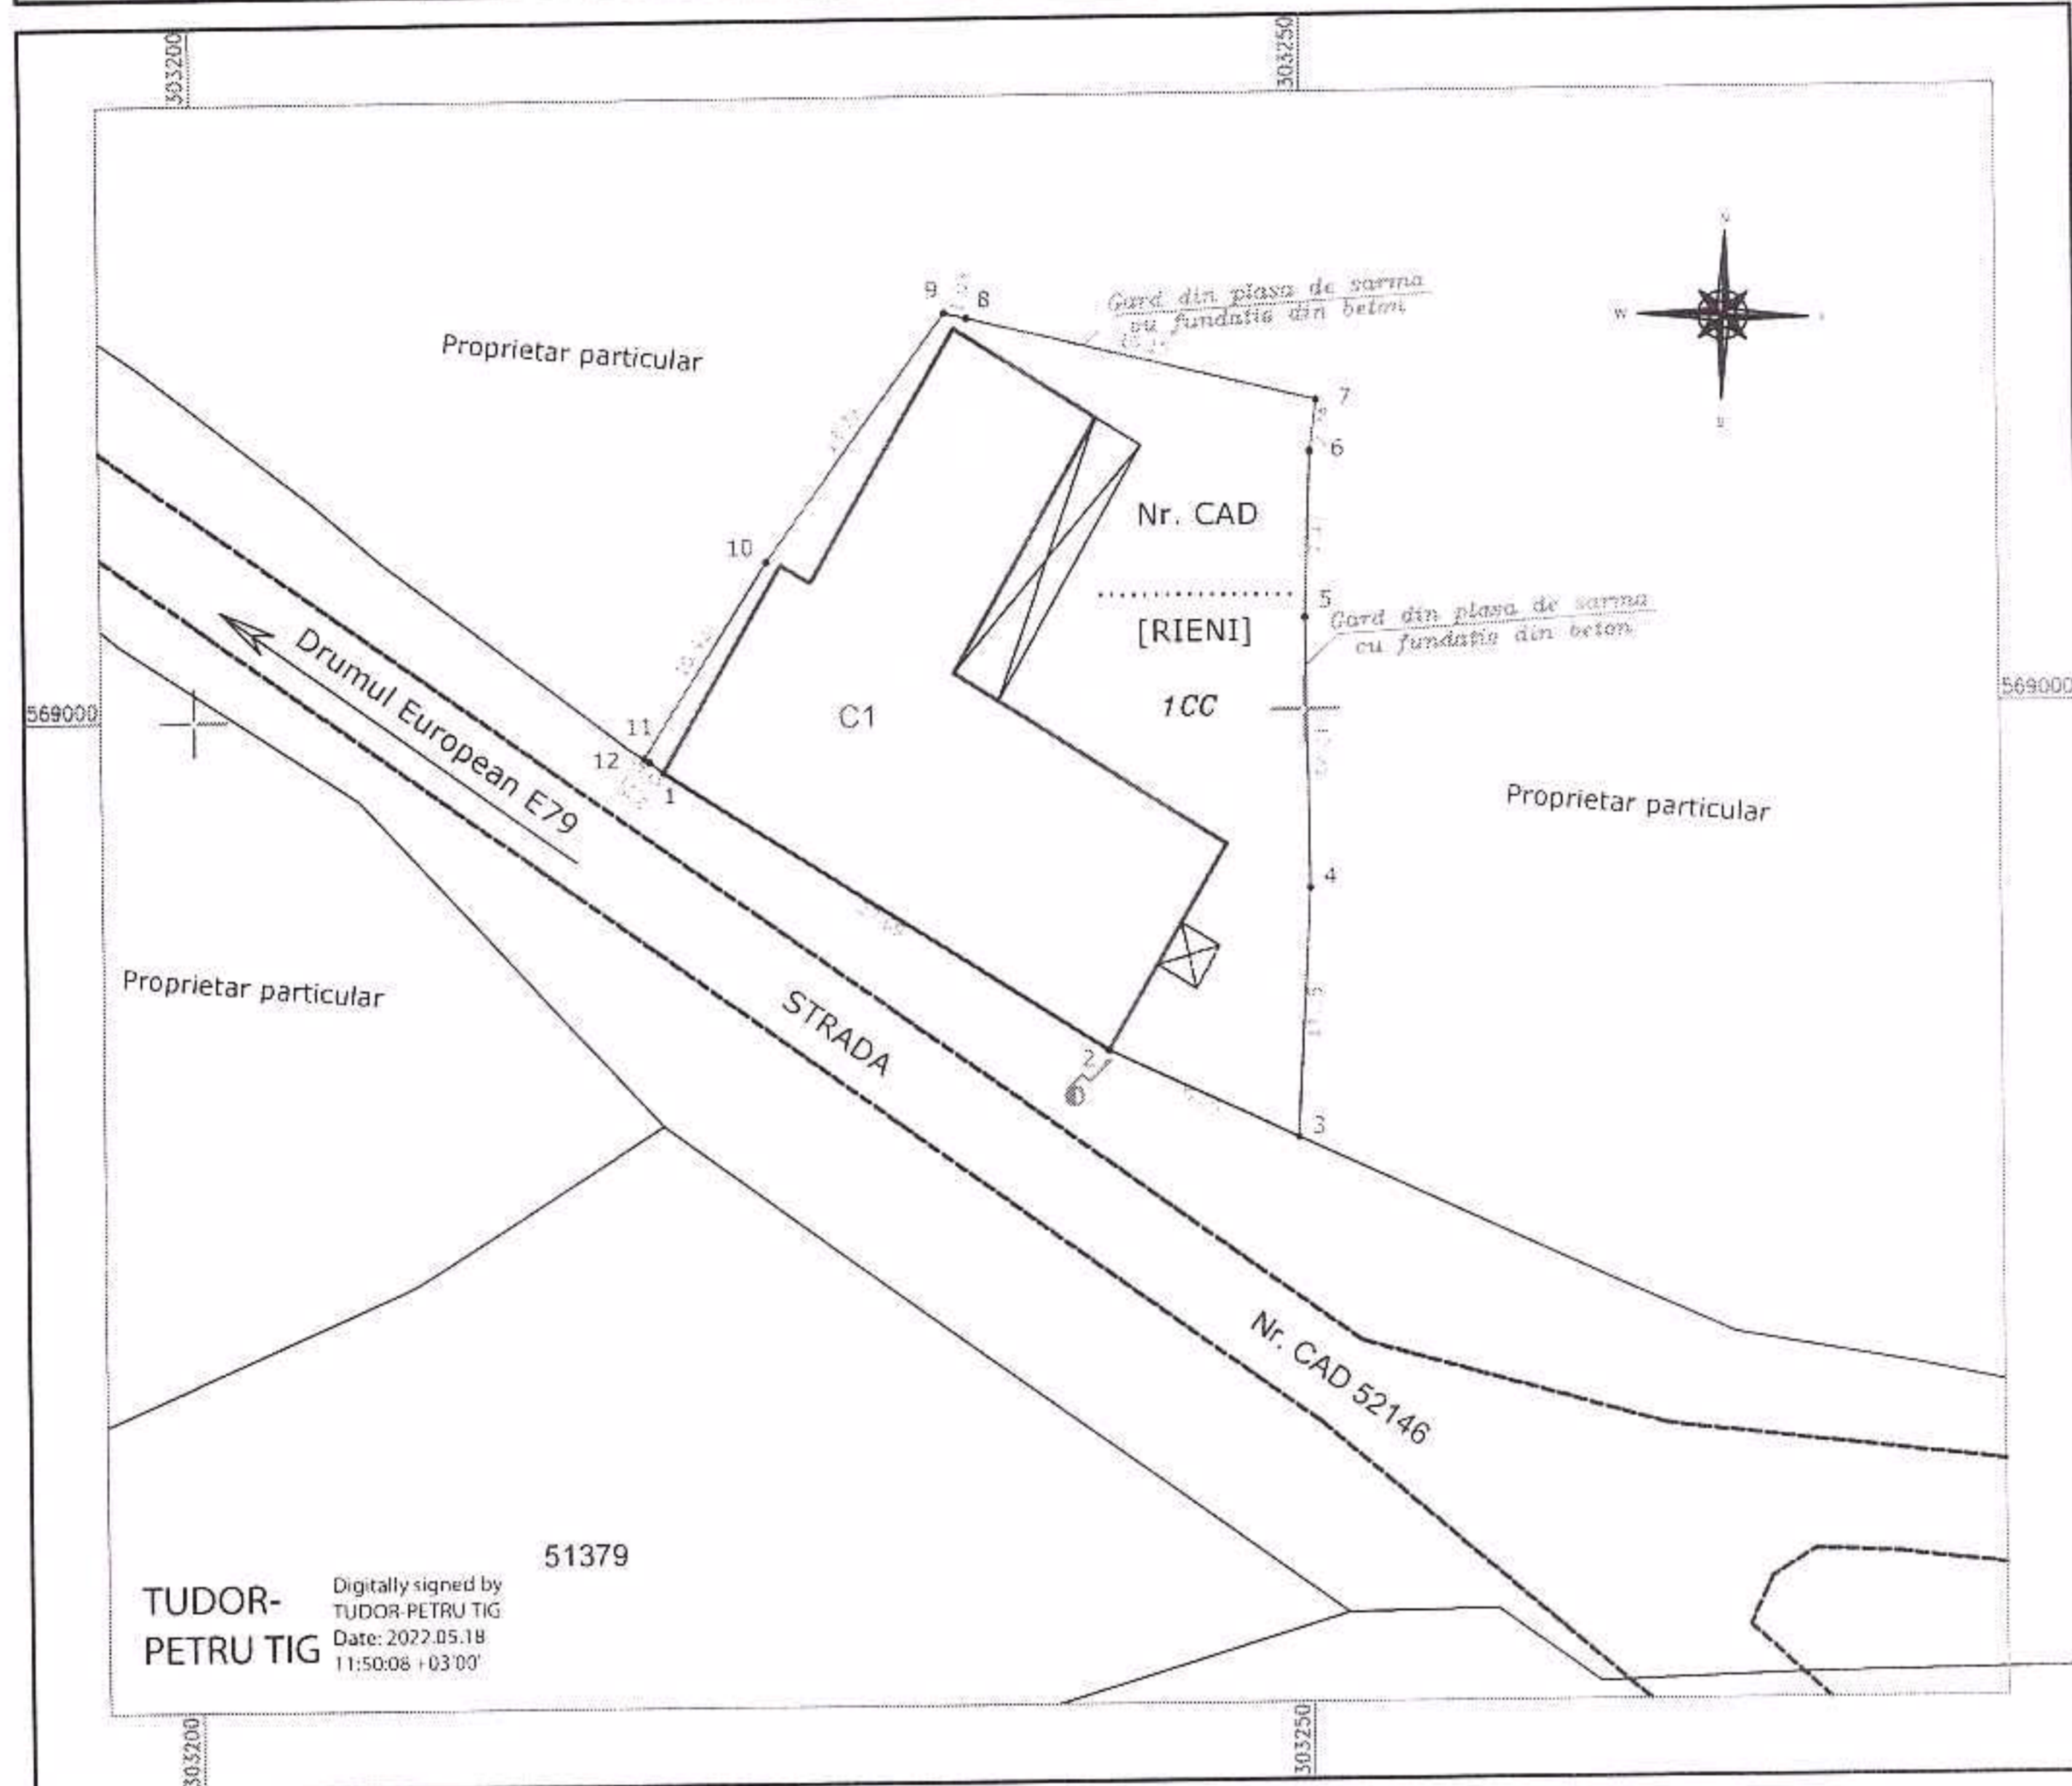 303200
303250
9
8
Gard din plasa de sarma
cu fundatie din beton
N
W
S
Proprietar particular
7
6
Nr. CAD
10
5
Gard din plasa de sarma
cu fundatie din beton
[RIENI]
1CC
C1
569000
569000
11
12
1
Drumul European E79
Proprietar particular
4
Proprietar particular
STRADA
2
3
Nr. CAD 52146
51379
TUDOR-
PETRU TIG
Digitally signed by
TUDOR-PETRU TIG
Date: 2022.05.18
11:50:08 +03'00'
303200
303250